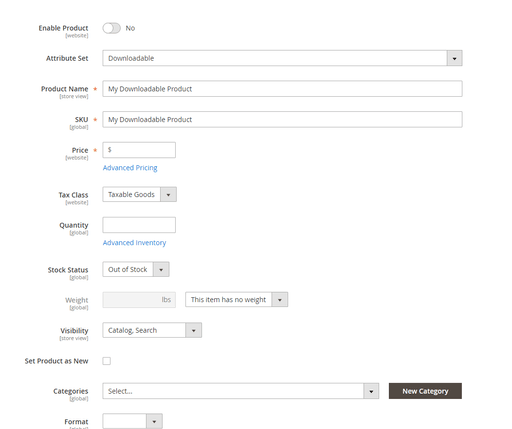 Enable Product No
[website]
Attribute Set Downloadable
Product Name * My Downloadable Product
[store view]
SKU * My Downloadable Product
[global]
Price * $
[website]
Advanced Pricing
Tax Class Taxable Goods
[website]
Quantity
[global]
Advanced Inventory
Stock Status Out of Stock
[global]
Weight lbs This item has no weight
[global]
Visibility Catalog, Search
[store view]
Set Product as New
Categories Select... New Category
[global]
Format
[global]